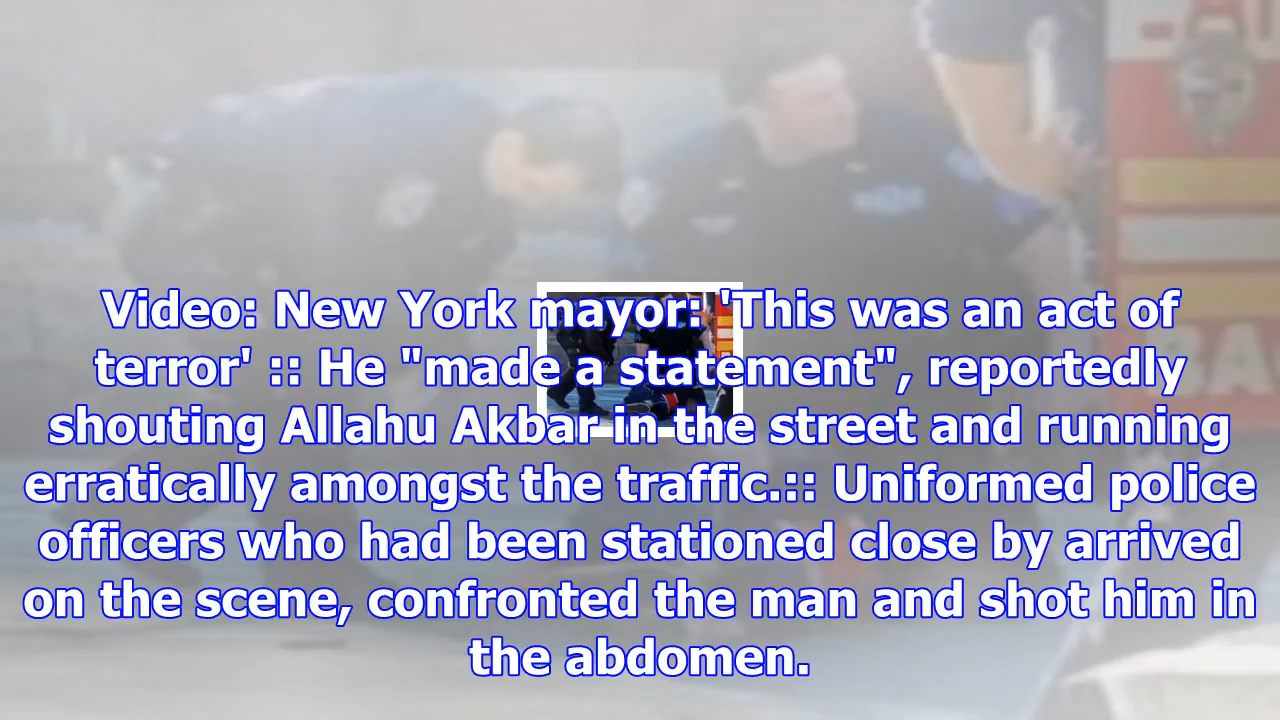 Video: New York mayor: 'This was an act of
terror' :: He "made a statement", reportedly
shouting Allahu Akbar in the street and running
erratically amongst the traffic.:: Uniformed police
officers who had been stationed close by arrived
on the scene, confronted the man and shot him in
the abdomen.